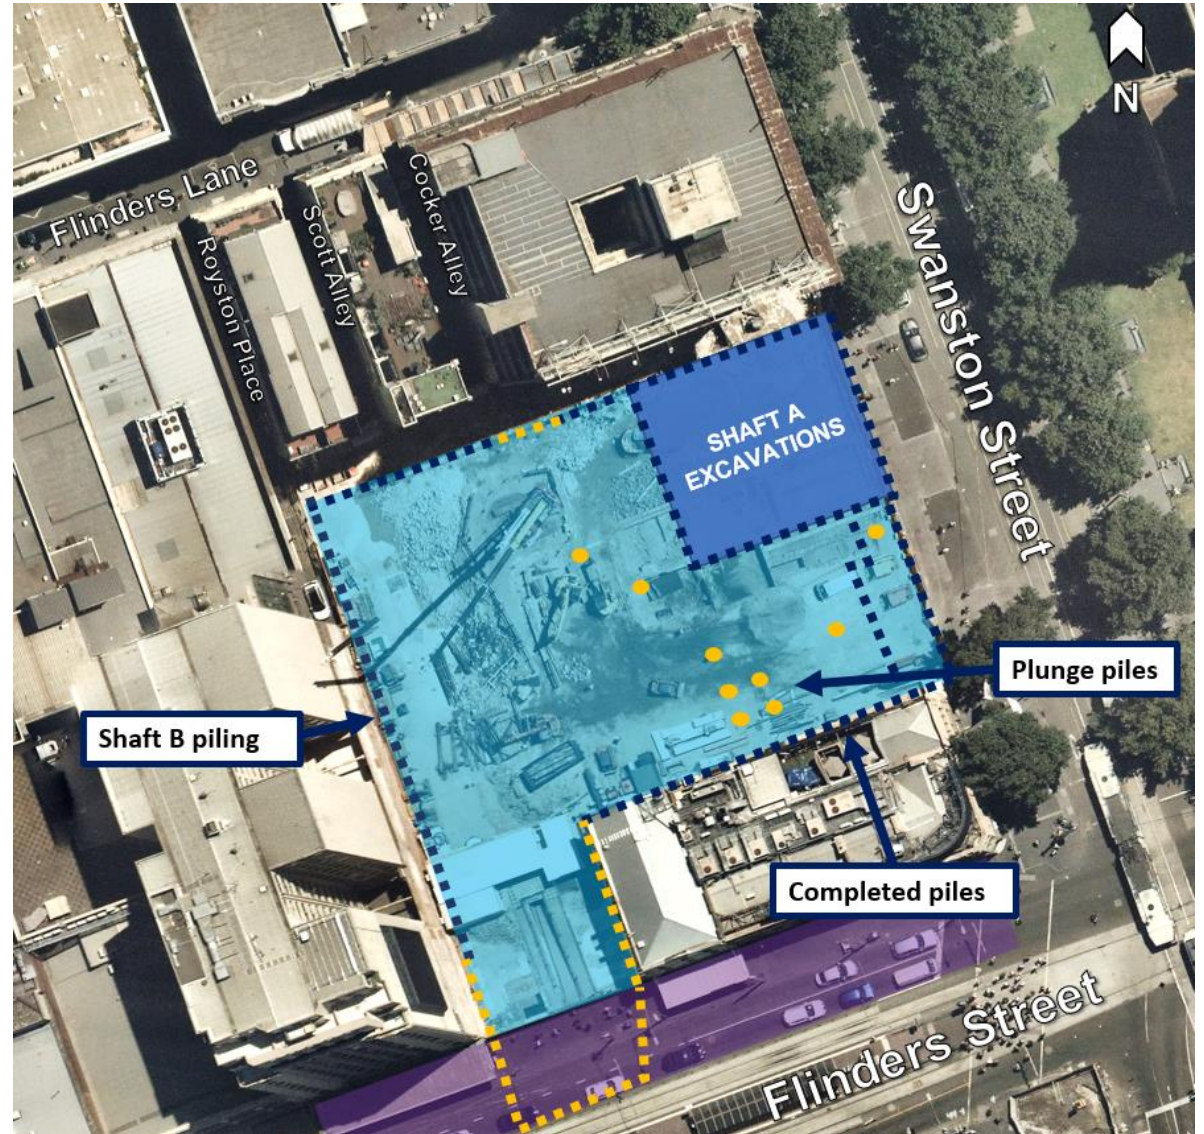 N
Flinders Lane
Royston Place
Scott Alley
Cocker Alley
Swanston Street
SHAFT A
EXCAVATIONS
Plunge piles
Shaft B piling
Completed piles
Flinders Street